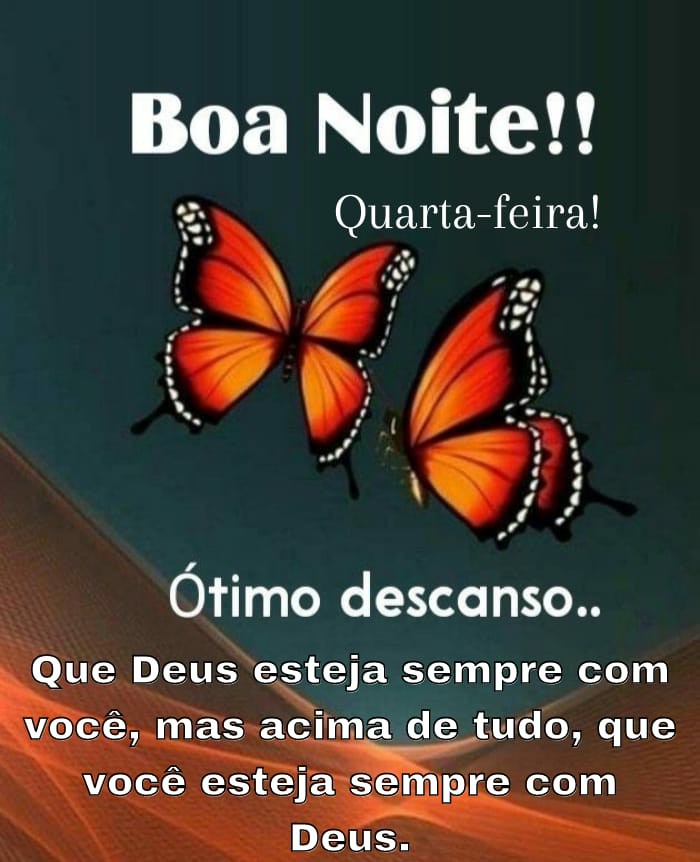 Boa Noite!!
Quarta-feira!
Ótimo descanso..
Que Deus esteja sempre com
você, mas acima de tudo, que
você esteja sempre com
Deus.